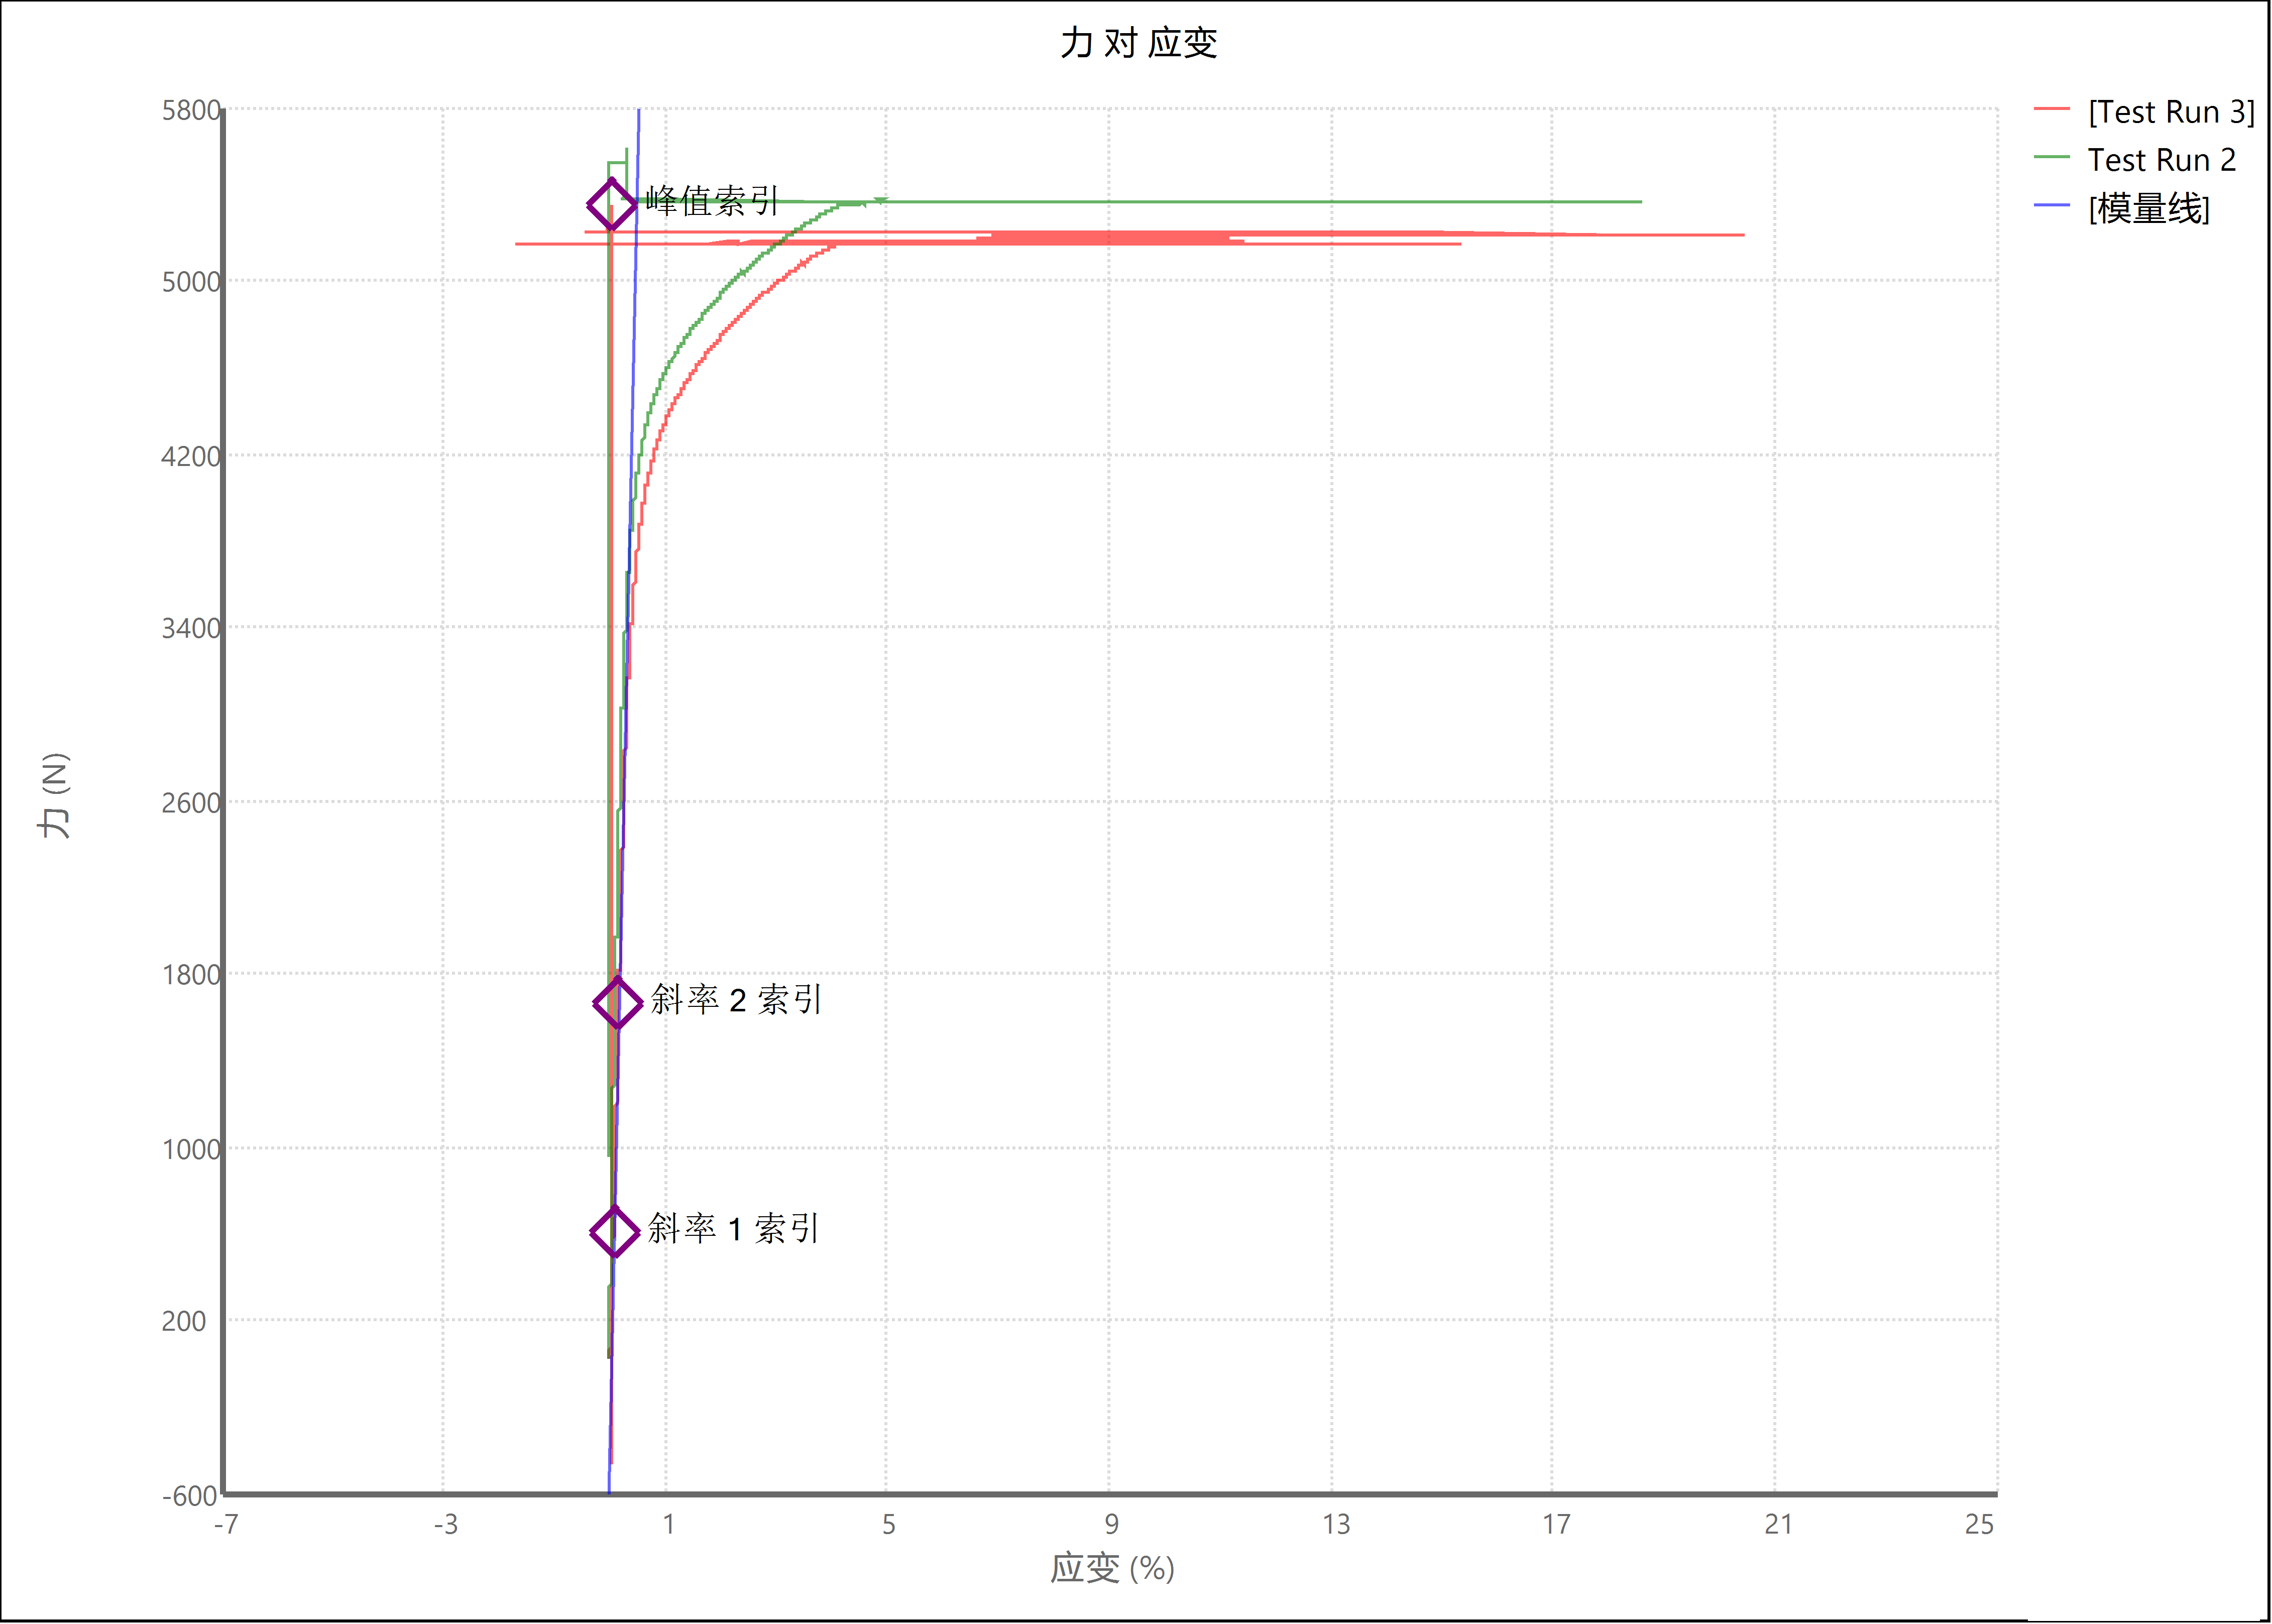 力 对 应变
[Test Run 3]
Test Run 2
[模量线]
5800
5000
4200
3400
2600
1800
1000
200
-600
力 (N)
峰值索引
斜率 2 索引
斜率 1 索引
-7 -3 1 5 9 13 17 21 25
应变 (%)